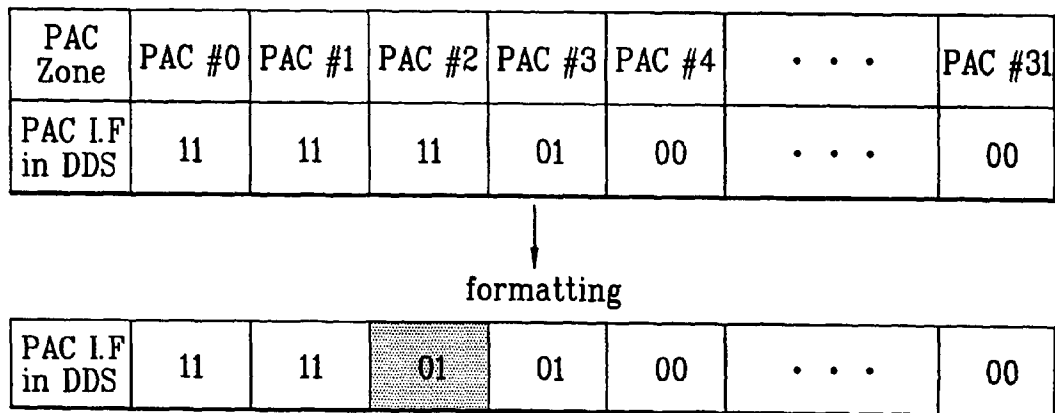 PAC Zone PAC #0 PAC #1 PAC #2 PAC #3 PAC #4 . . . PAC #31
PAC I.F in DDS 11 11 11 01 00 . . . 00
formatting
PAC I.F in DDS 11 11 01 01 00 . . . 00